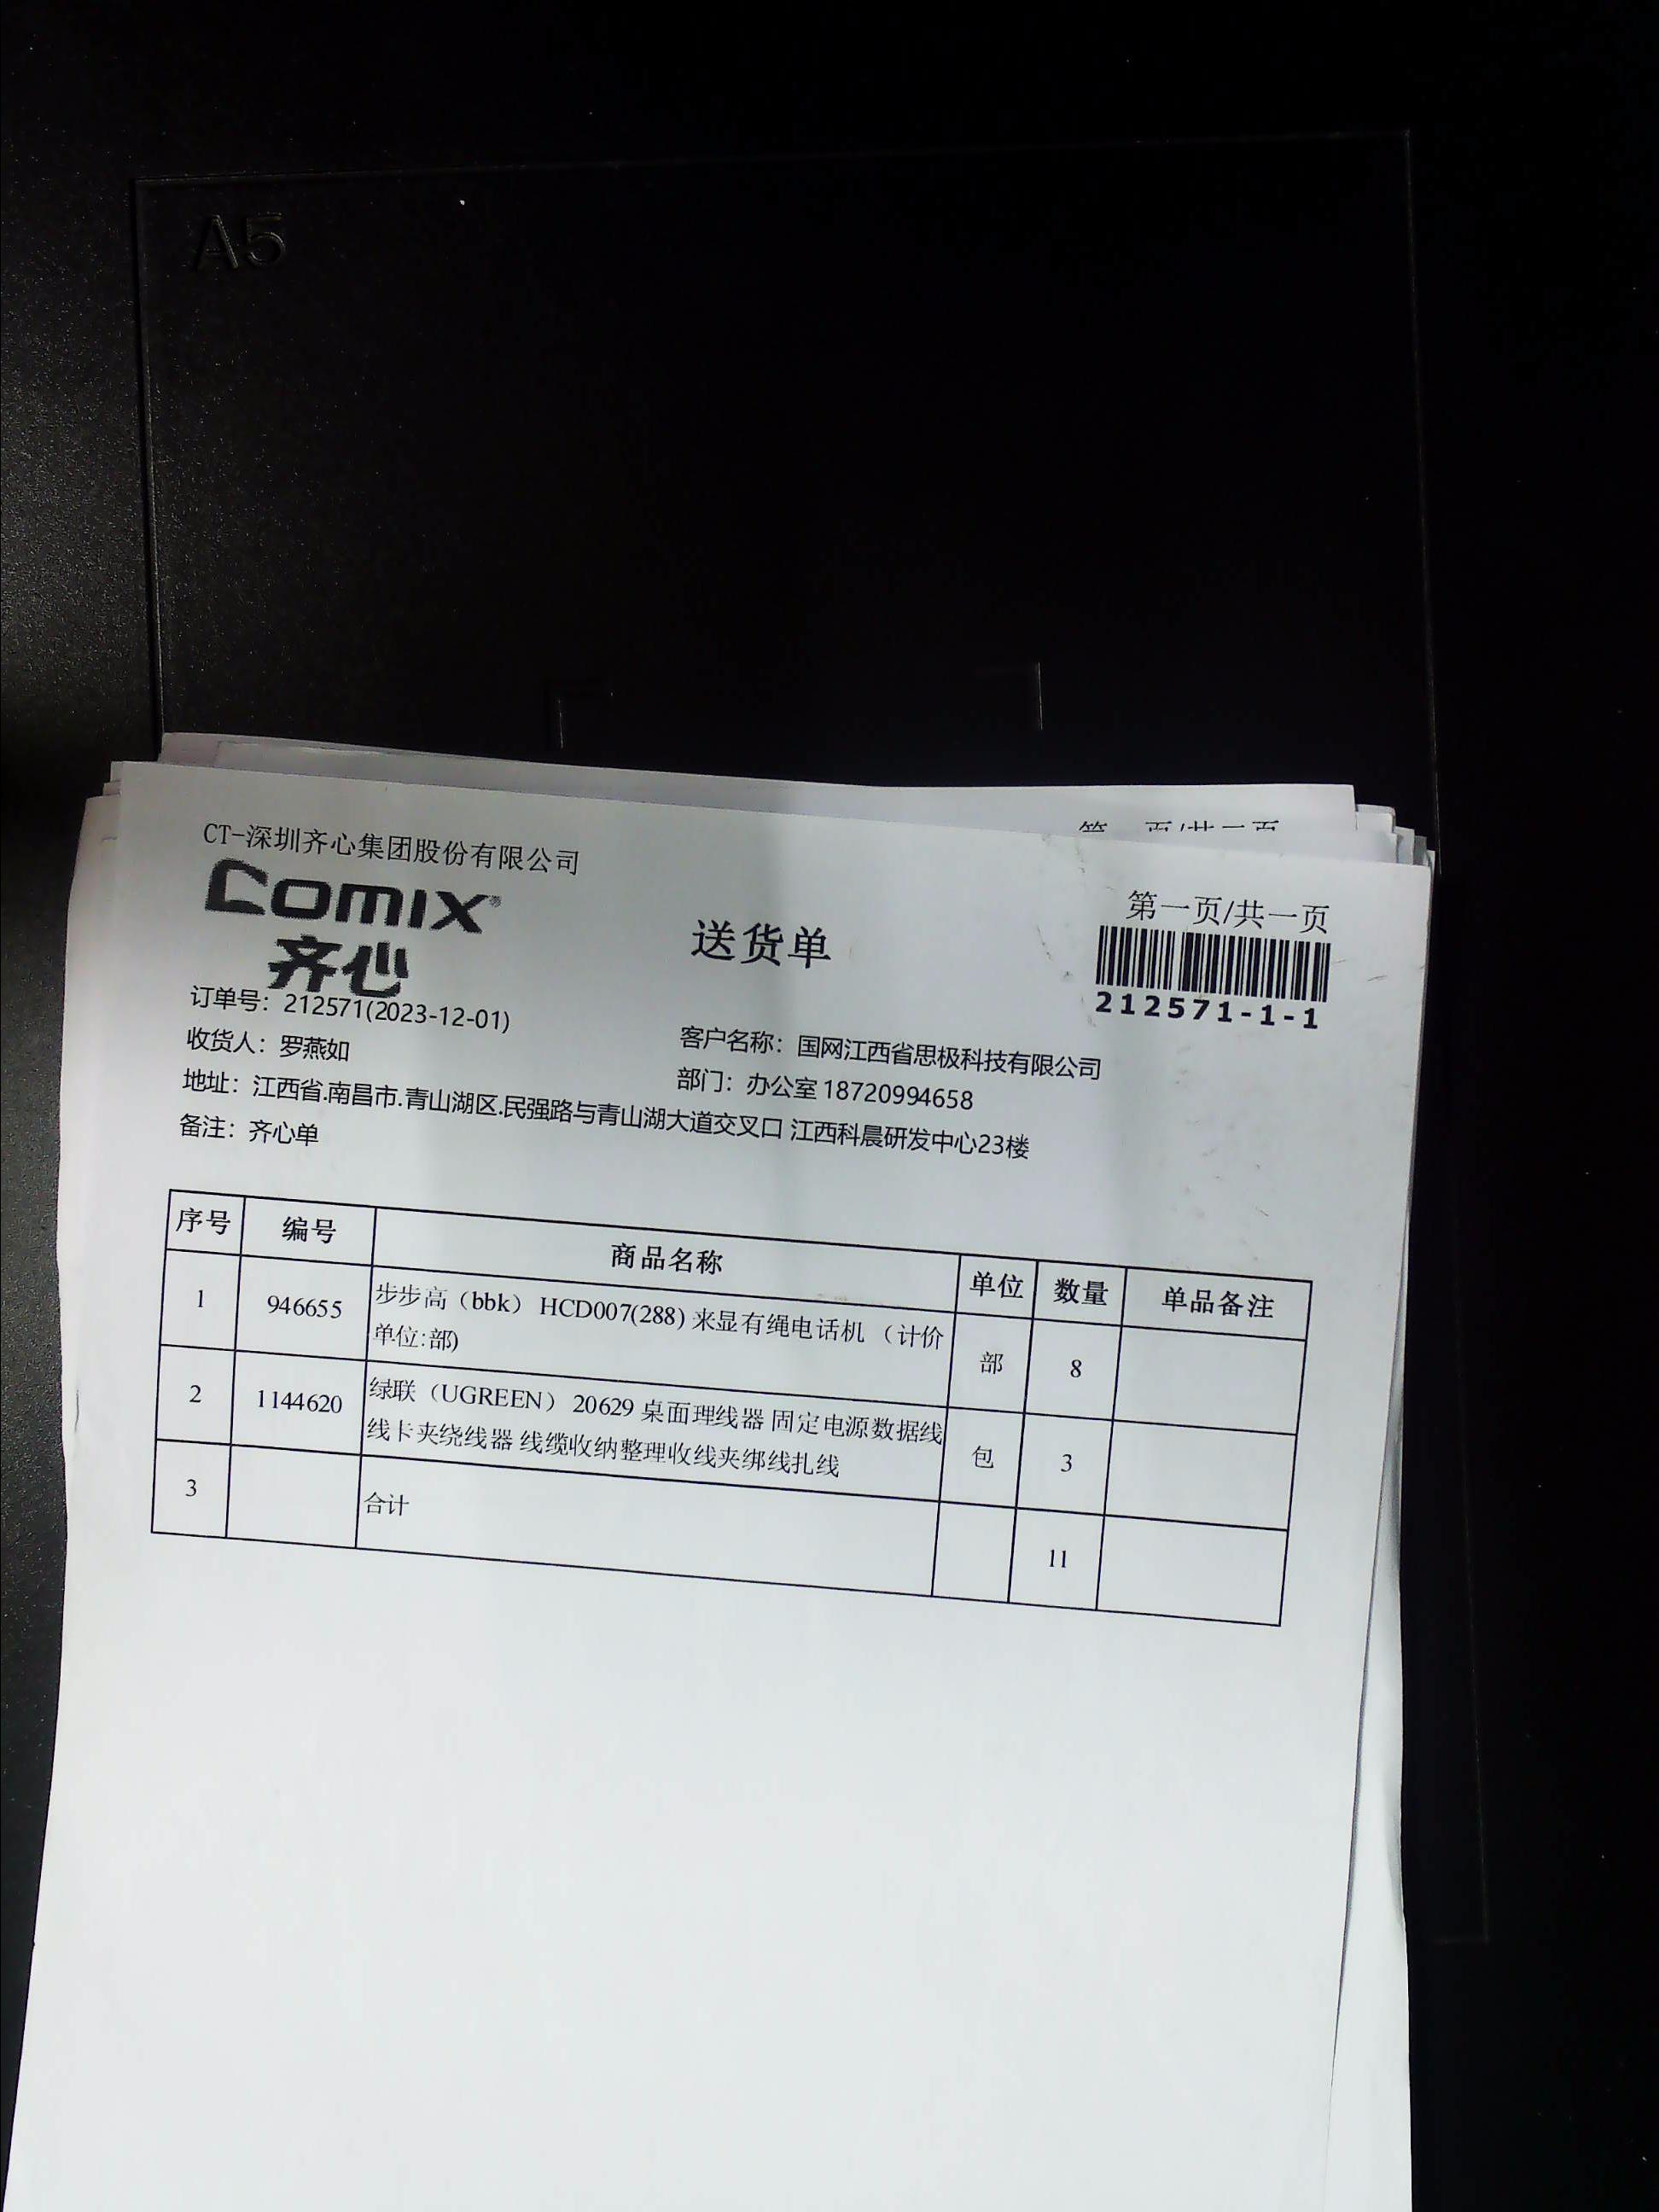 A5
CT-深圳齐心集团股份有限公司
comix®
齐心
送货单
第一页/共一页
212571-1-1
订单号：212571(2023-12-01)
收货人：罗燕如
客户名称：国网江西省思极科技有限公司
部门：办公室 18720994658
地址：江西省.南昌市.青山湖区.民强路与青山湖大道交叉口 江西科晨研发中心23楼
备注：齐心单
序号 编号 商品名称 单位 数量 单品备注
1 946655 步步高（bbk） HCD007(288) 来显有绳电话机 （计价
单位:部) 部 8
2 1144620 绿联（UGREEN） 20629 桌面理线器 固定电源数据线
线卡夹绕线器 线缆收纳整理收线夹绑线扎线 包 3
3 合计 11